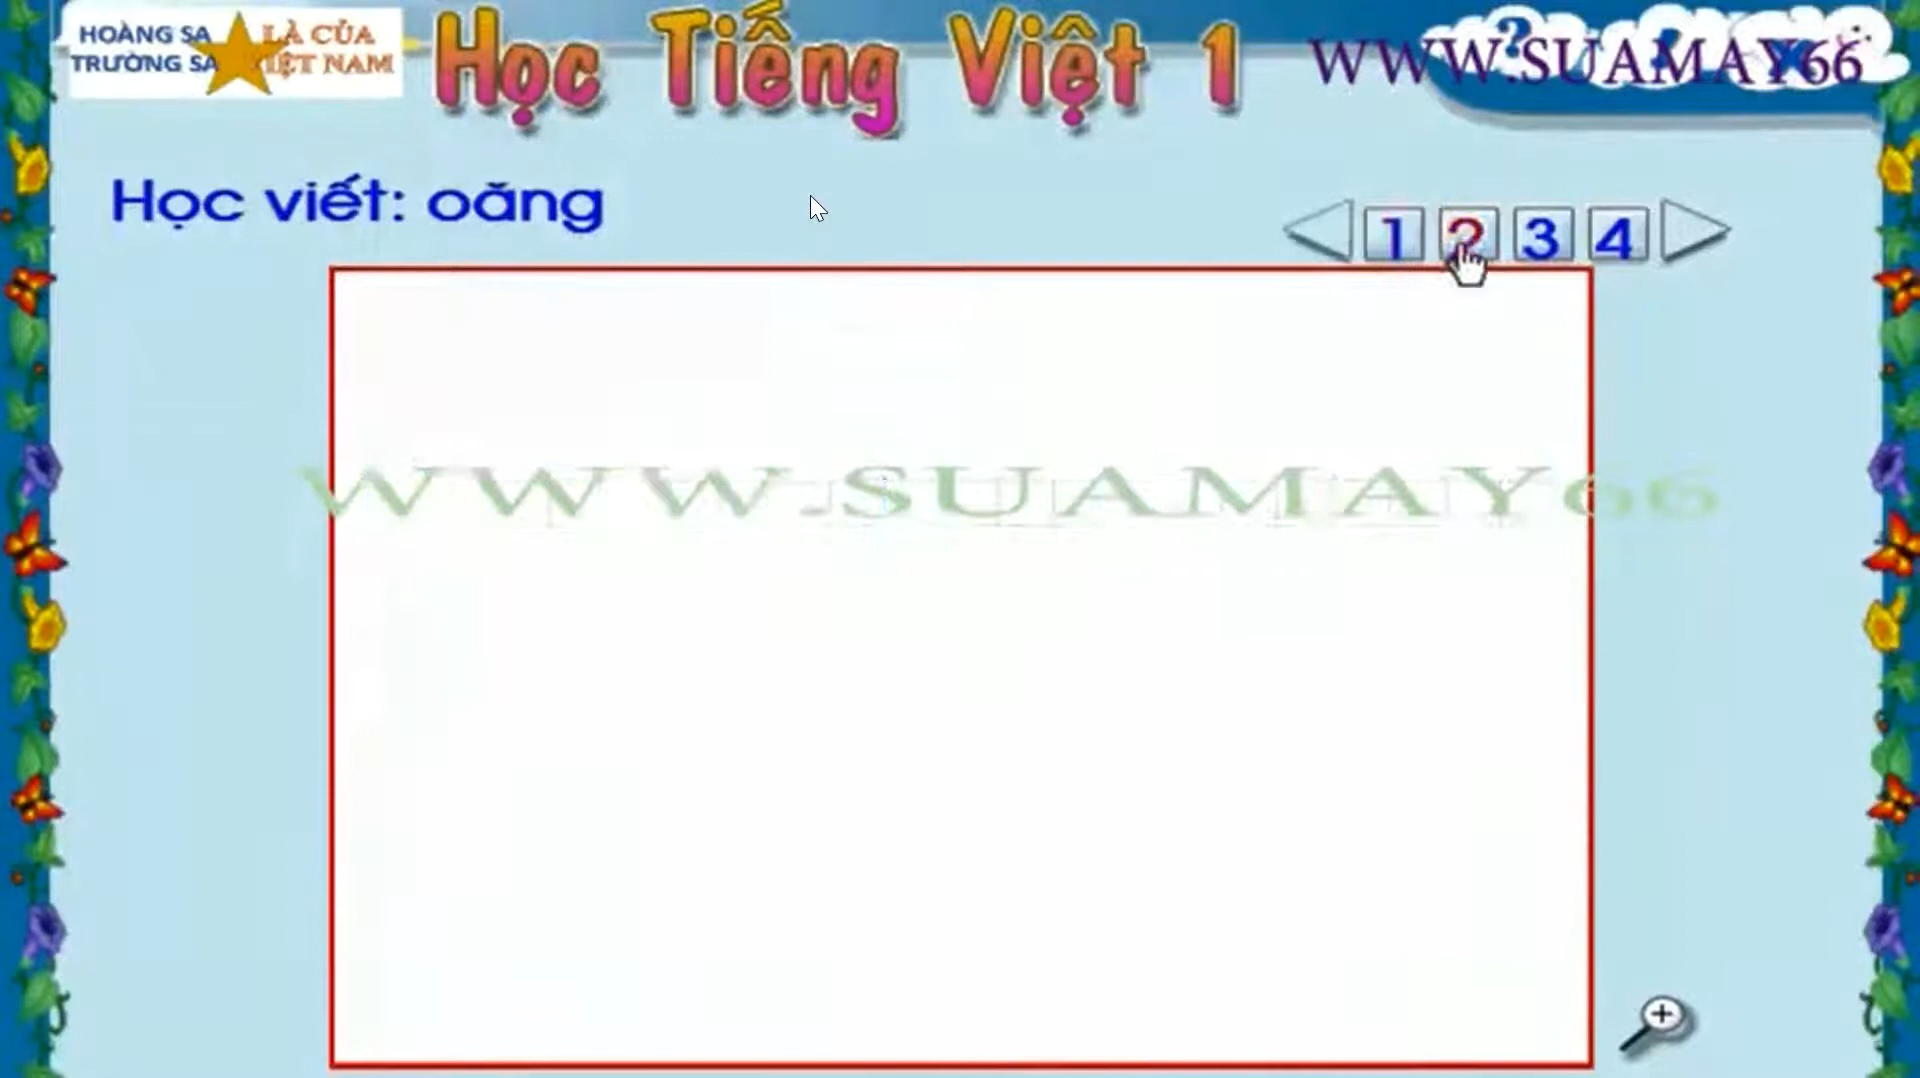 HOÀNG SA LÀ CỦA
TRƯỜNG SA VIỆT NAM
Học Tiếng Việt 1
WWW.SUAMAY66
Học viết: oăng
1 2 3 4
WWW.SUAMAY66